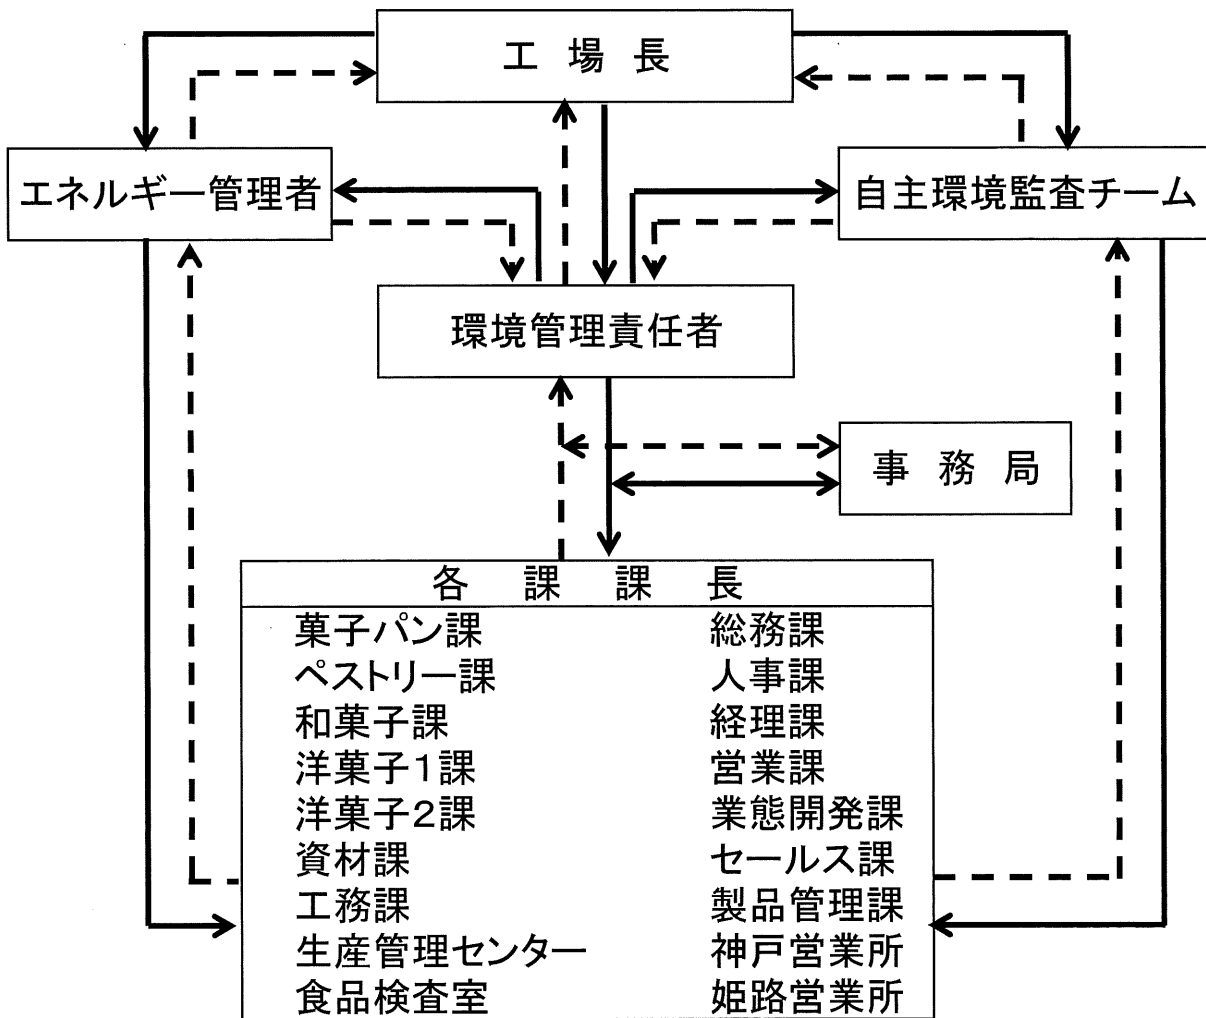 工場長
エネルギー管理者
自主環境監査チーム
環境管理責任者
事務局
各課課長
菓子パン課
ペストリー課
和菓子課
洋菓子1課
洋菓子2課
資材課
工務課
生産管理センター
食品検査室
総務課
人事課
経理課
営業課
業態開発課
セールス課
製品管理課
神戸営業所
姫路営業所